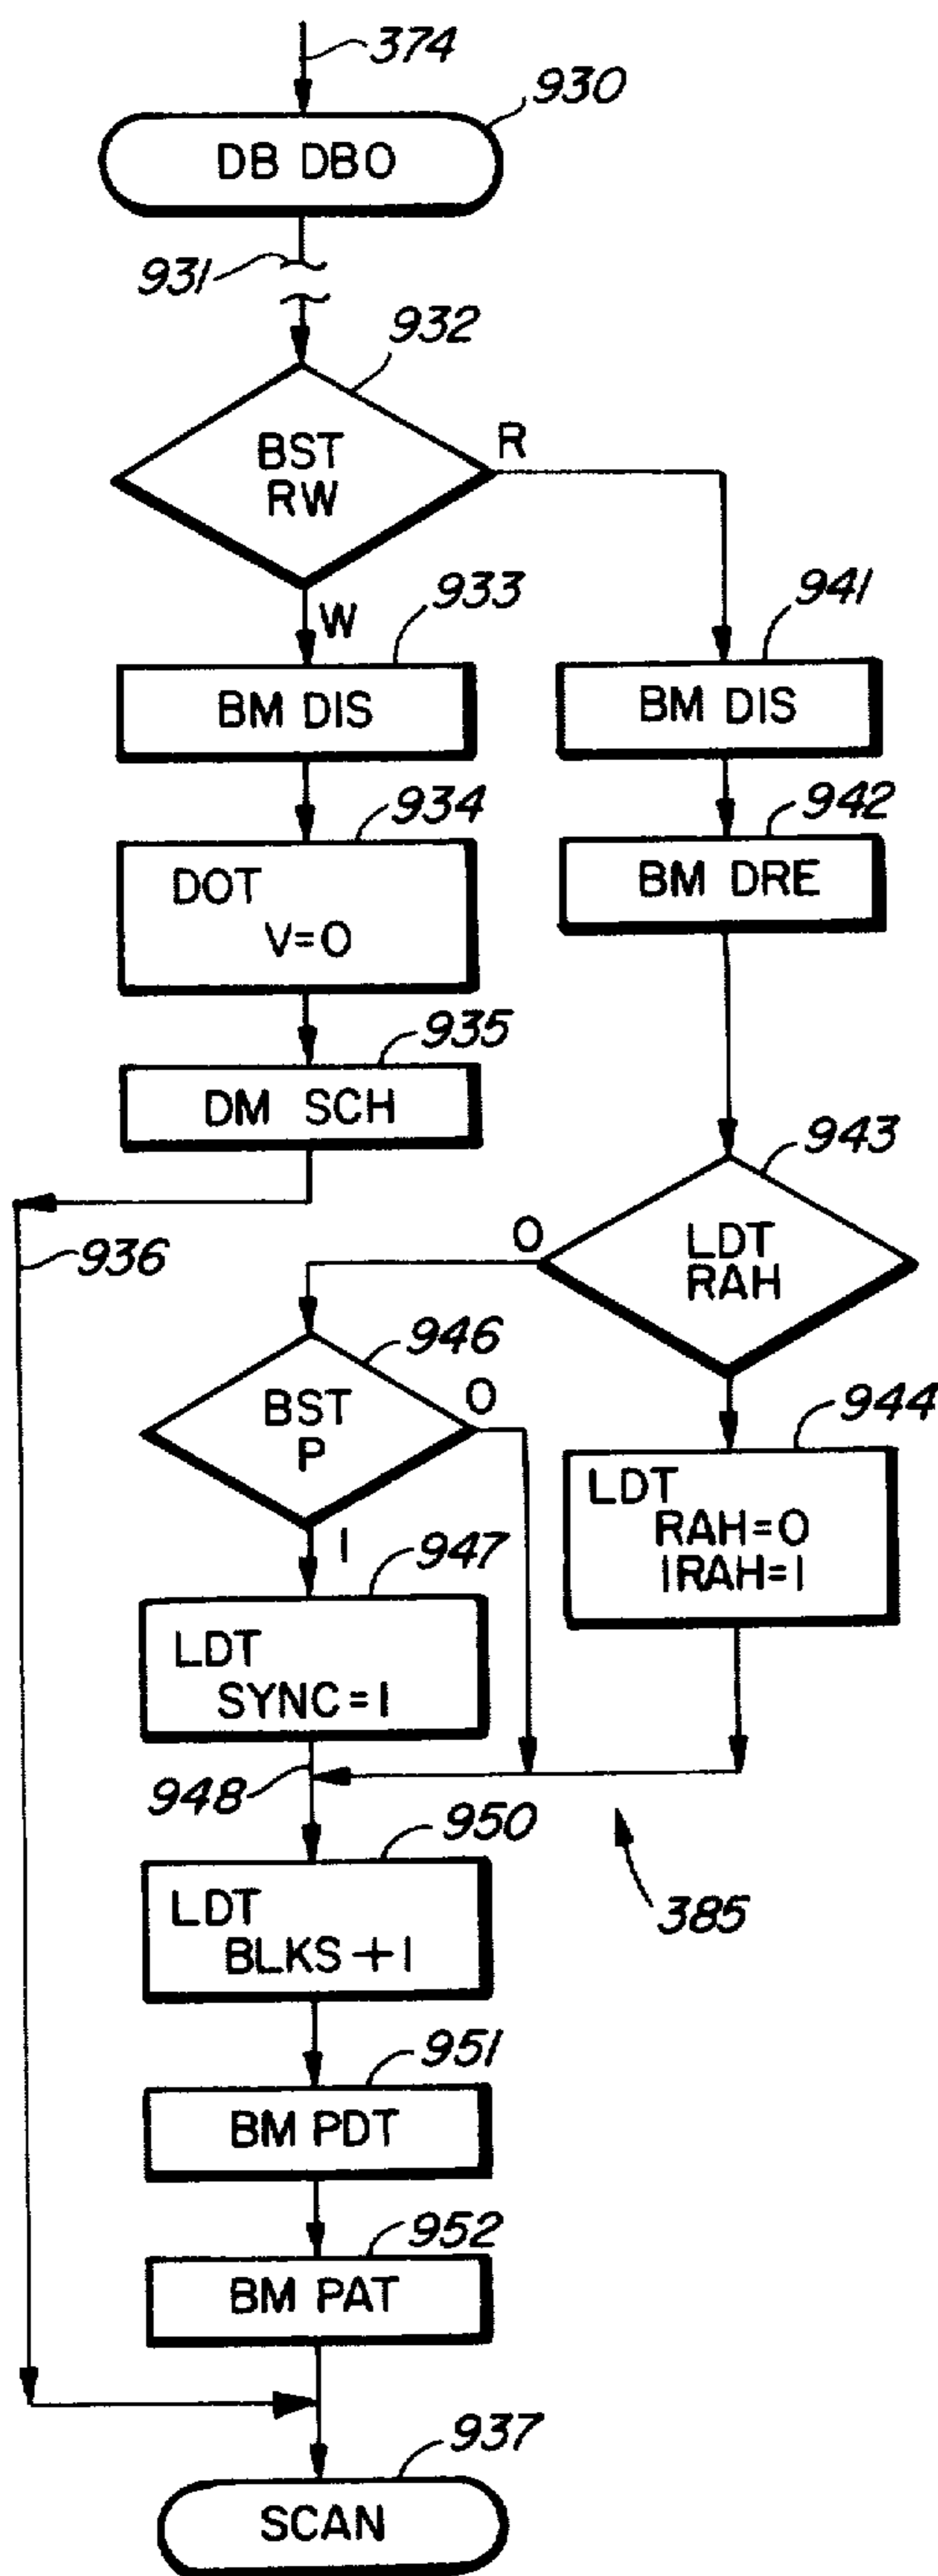 374
930
DB DBO
931
932
BST
RW
R
W
933
BM DIS
941
BM DIS
934
DOT
V=0
942
BM DRE
935
DM SCH
936
943
LDT
RAH
0
946
BST
P
0
1
944
LDT
RAH=0
IRAH=1
947
LDT
SYNC=1
948
385
950
LDT
BLKS+1
951
BM PDT
952
BM PAT
937
SCAN